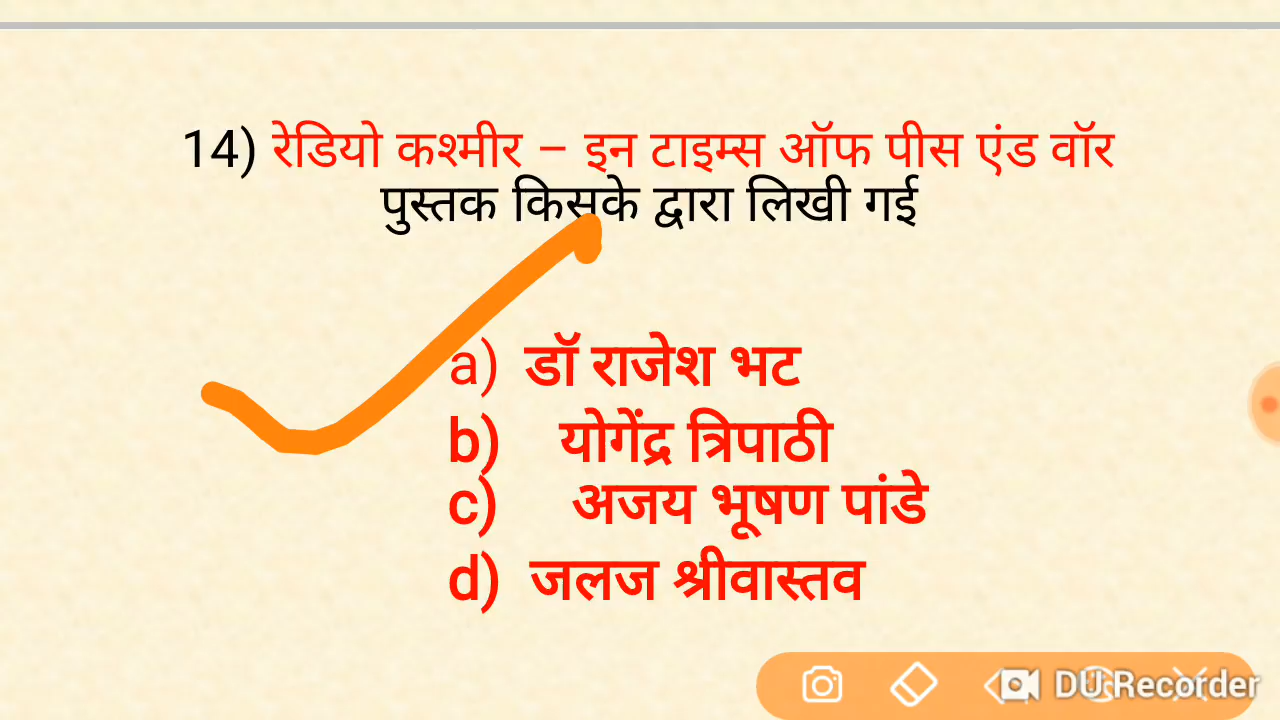 14) रेडियो कश्मीर – इन टाइम्स ऑफ पीस एंड वॉर
पुस्तक किसके द्वारा लिखी गई
a) डॉ राजेश भट
b) योगेंद्र त्रिपाठी
c) अजय भूषण पांडे
d) जलज श्रीवास्तव
DU Recorder